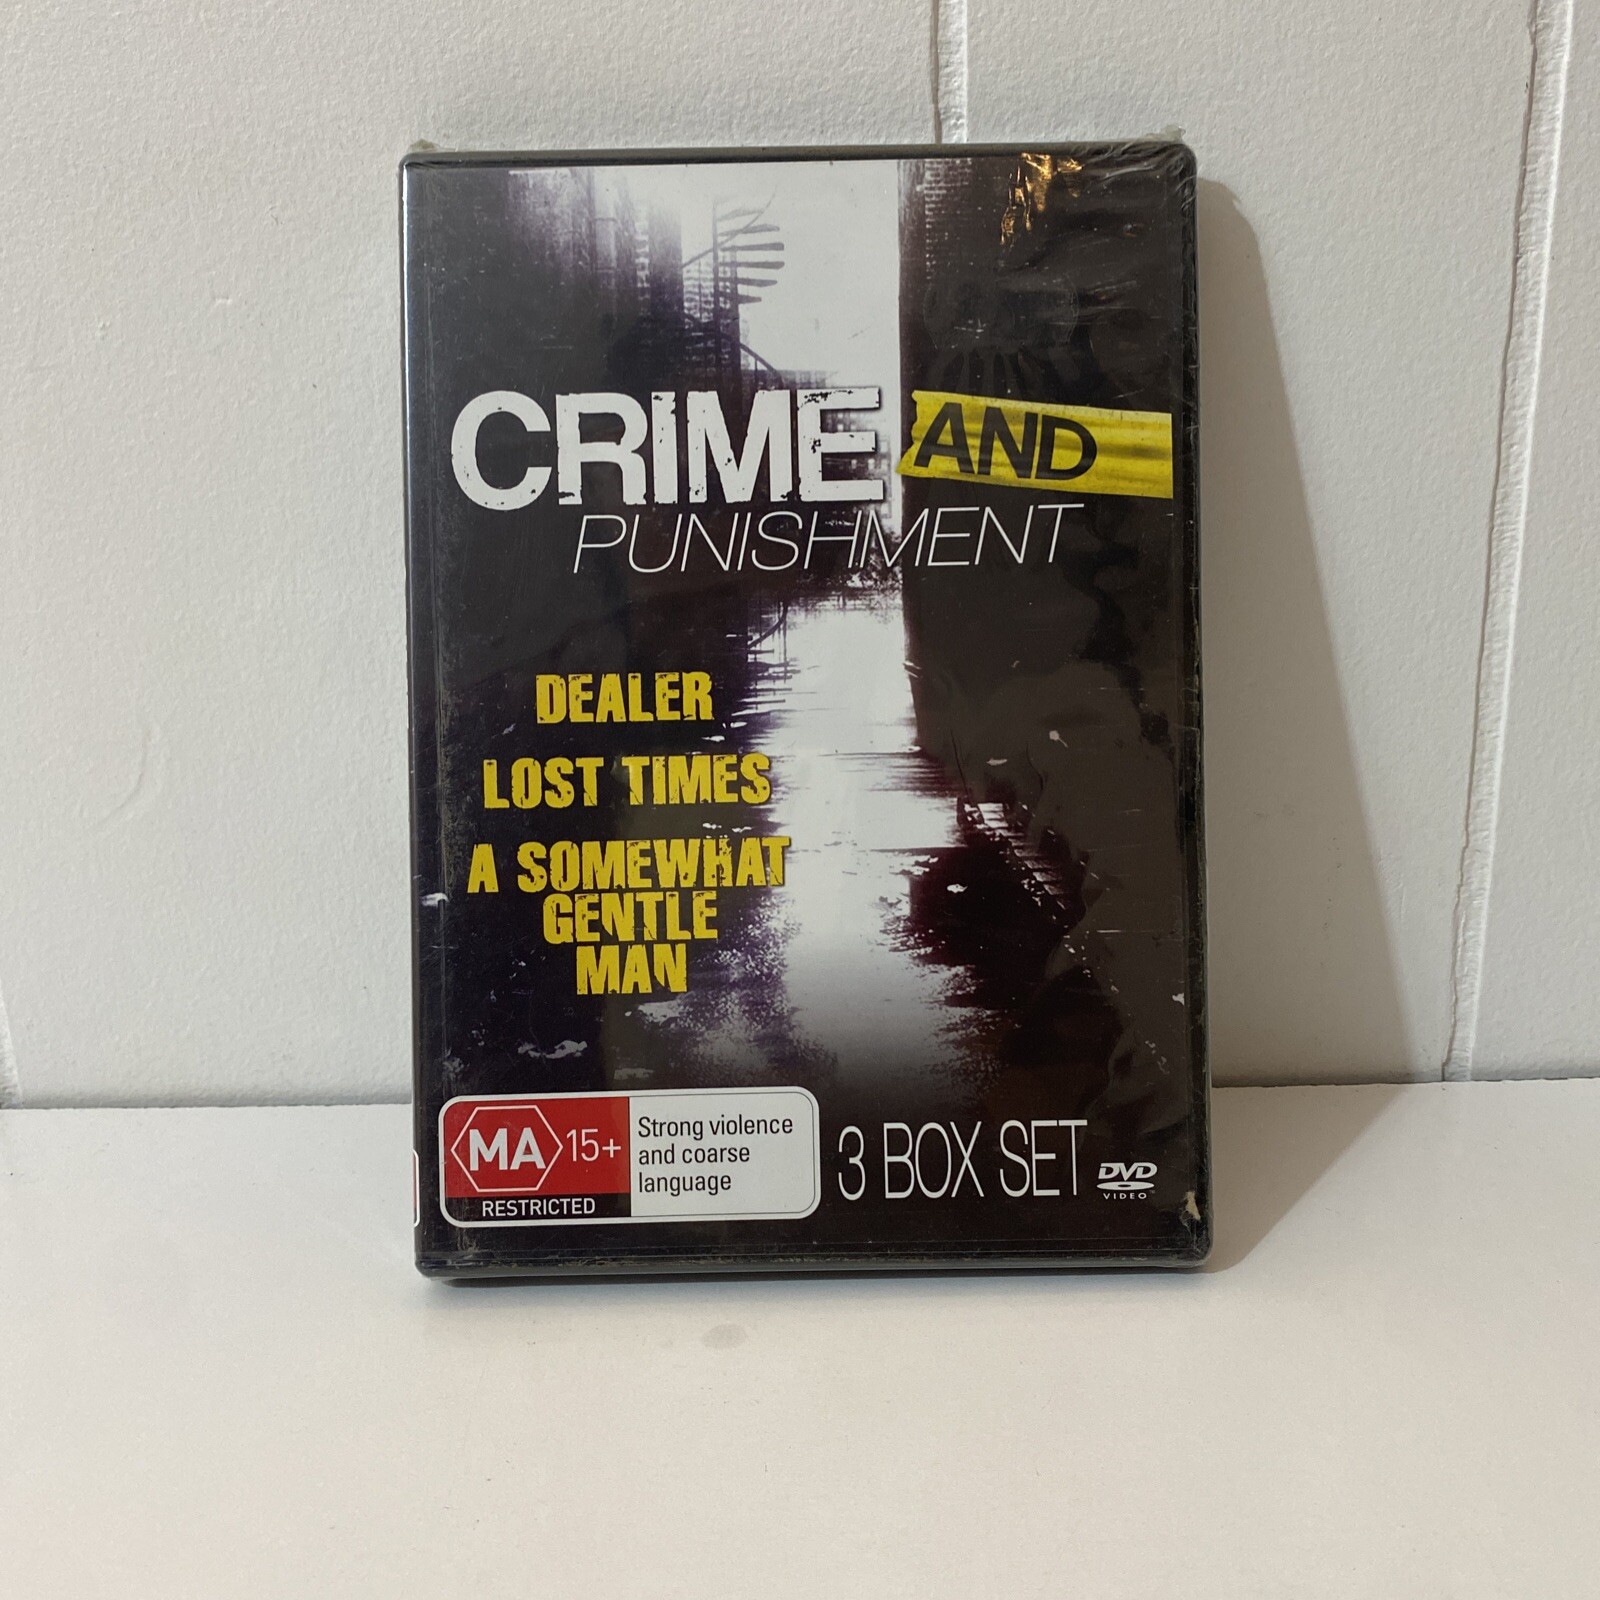 CRIME AND
PUNISHMENT
DEALER
LOST TIMES
A SOMEWHAT
GENTLE
MAN
MA 15+
RESTRICTED
Strong violence
and coarse
language
3 BOX SET
DVD
VIDEO